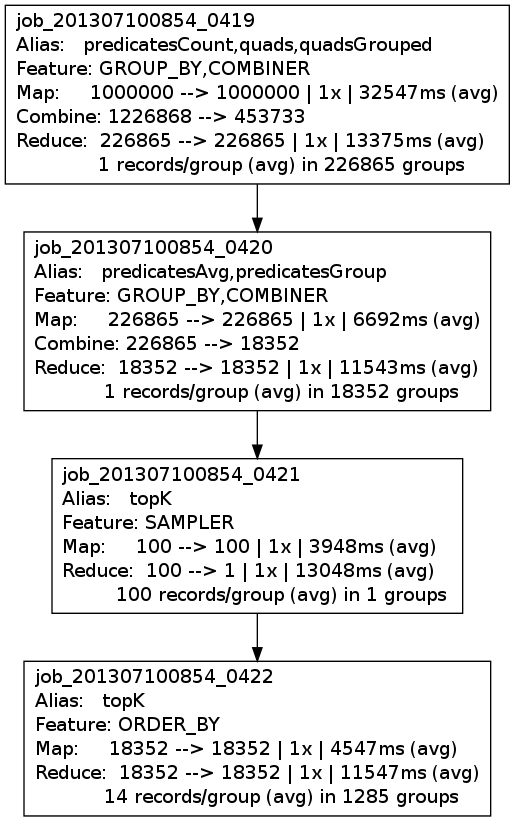 job_201307100854_0419
Alias: predicatesCount,quads,quadsGrouped
Feature: GROUP_BY,COMBINER
Map: 1000000 --> 1000000 | 1x | 32547ms (avg)
Combine: 1226868 --> 453733
Reduce: 226865 --> 226865 | 1x | 13375ms (avg)
1 records/group (avg) in 226865 groups
job_201307100854_0420
Alias: predicatesAvg,predicatesGroup
Feature: GROUP_BY,COMBINER
Map: 226865 --> 226865 | 1x | 6692ms (avg)
Combine: 226865 --> 18352
Reduce: 18352 --> 18352 | 1x | 11543ms (avg)
1 records/group (avg) in 18352 groups
job_201307100854_0421
Alias: topK
Feature: SAMPLER
Map: 100 --> 100 | 1x | 3948ms (avg)
Reduce: 100 --> 1 | 1x | 13048ms (avg)
100 records/group (avg) in 1 groups
job_201307100854_0422
Alias: topK
Feature: ORDER_BY
Map: 18352 --> 18352 | 1x | 4547ms (avg)
Reduce: 18352 --> 18352 | 1x | 11547ms (avg)
14 records/group (avg) in 1285 groups